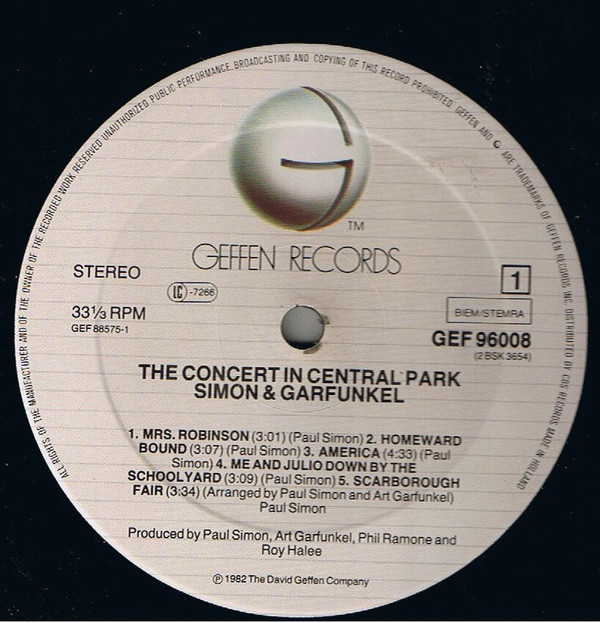 ALL RIGHTS OF THE MANUFACTURER AND OF THE OWNER OF THE RECORDED WORK RESERVED UNAUTHORIZED PUBLIC PERFORMANCE, BROADCASTING AND COPYING OF THIS RECORD PROHIBITED. GEFFEN AND G ARE TRADEMARKS OF GEFFEN RECORDS INC. DISTRIBUTED BY CBS RECORDS MADE IN HOLLAND
TM
GEFFEN RECORDS
STEREO
LC -7266
33⅓ RPM
GEF 88575-1
1
BIEM/STEMRA
GEF 96008
(2 BSK 3654)
THE CONCERT IN CENTRAL PARK
SIMON & GARFUNKEL
1. MRS. ROBINSON (3:01) (Paul Simon) 2. HOMEWARD
BOUND (3:07) (Paul Simon) 3. AMERICA (4:33) (Paul
Simon) 4. ME AND JULIO DOWN BY THE
SCHOOLYARD (3:09) (Paul Simon) 5. SCARBOROUGH
FAIR (3:34) (Arranged by Paul Simon and Art Garfunkel)
Paul Simon
Produced by Paul Simon, Art Garfunkel, Phil Ramone and
Roy Halee
℗ 1982 The David Geffen Company